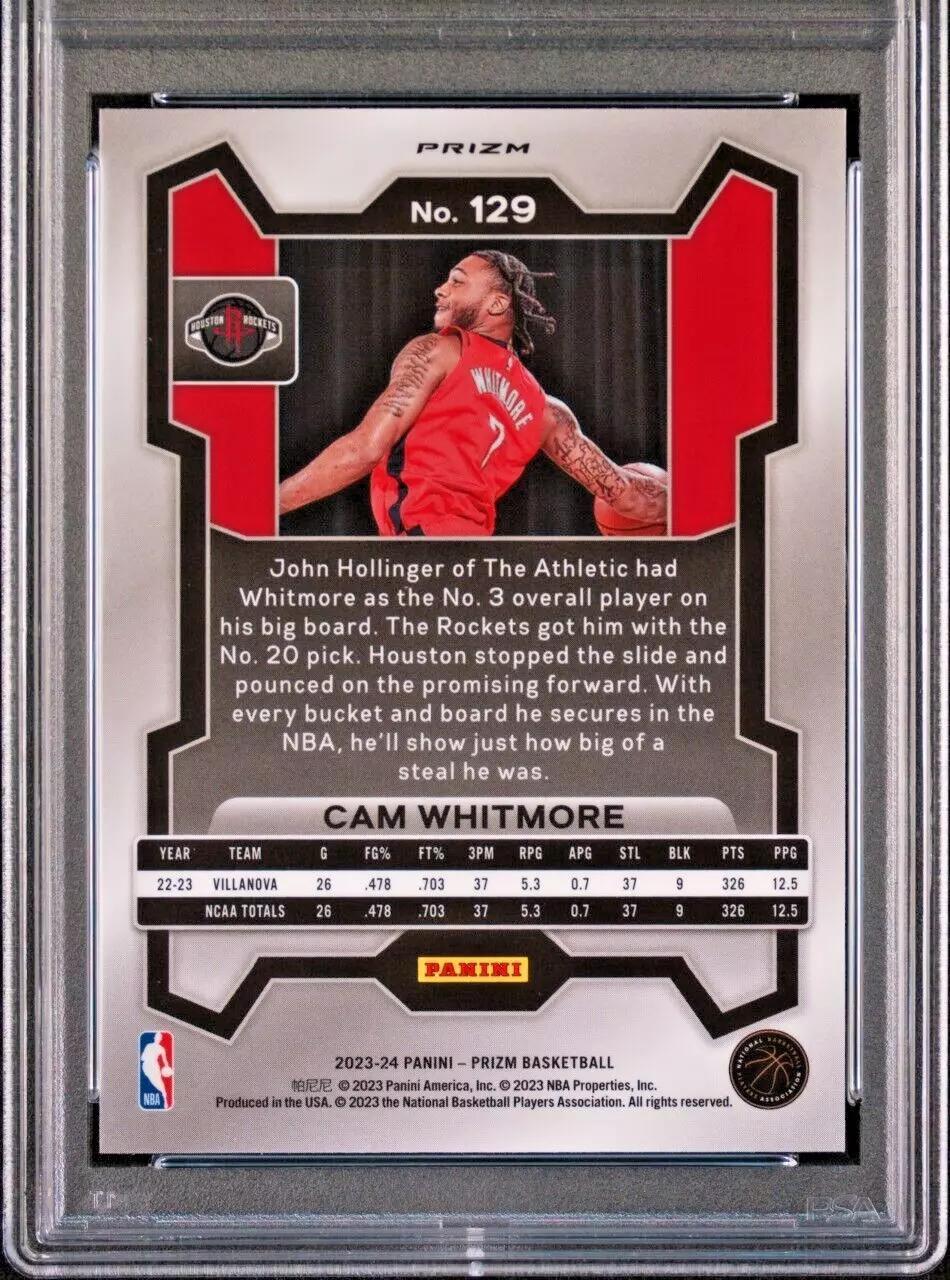 PRIZM
No. 129
HOUSTON ROCKETS
WHITMORE
7
John Hollinger of The Athletic had
Whitmore as the No. 3 overall player on
his big board. The Rockets got him with the
No. 20 pick. Houston stopped the slide and
pounced on the promising forward. With
every bucket and board he secures in the
NBA, he'll show just how big of a
steal he was.
CAM WHITMORE
YEAR TEAM G FG% FT% 3PM RPG APG STL BLK PTS PPG
22-23 VILLANOVA 26 .478 .703 37 5.3 0.7 37 9 326 12.5
NCAA TOTALS 26 .478 .703 37 5.3 0.7 37 9 326 12.5
PANINI
NBA
2023-24 PANINI – PRIZM BASKETBALL
帕尼尼 © 2023 Panini America, Inc. © 2023 NBA Properties, Inc.
Produced in the USA. © 2023 the National Basketball Players Association. All rights reserved.
NATIONAL BASKETBALL PLAYERS ASSOCIATION
PSA